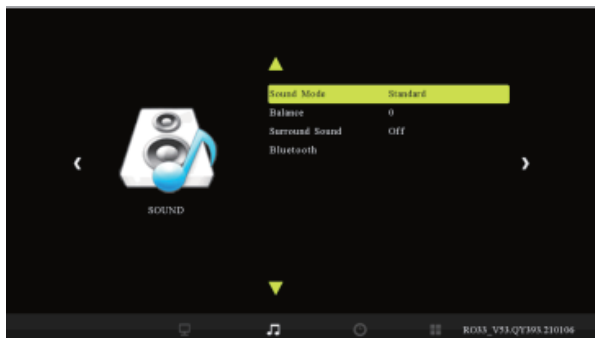 Sound Mode Standard
Balance 0
Surround Sound Off
Bluetooth
SOUND
RO33_V53.QY393.210106